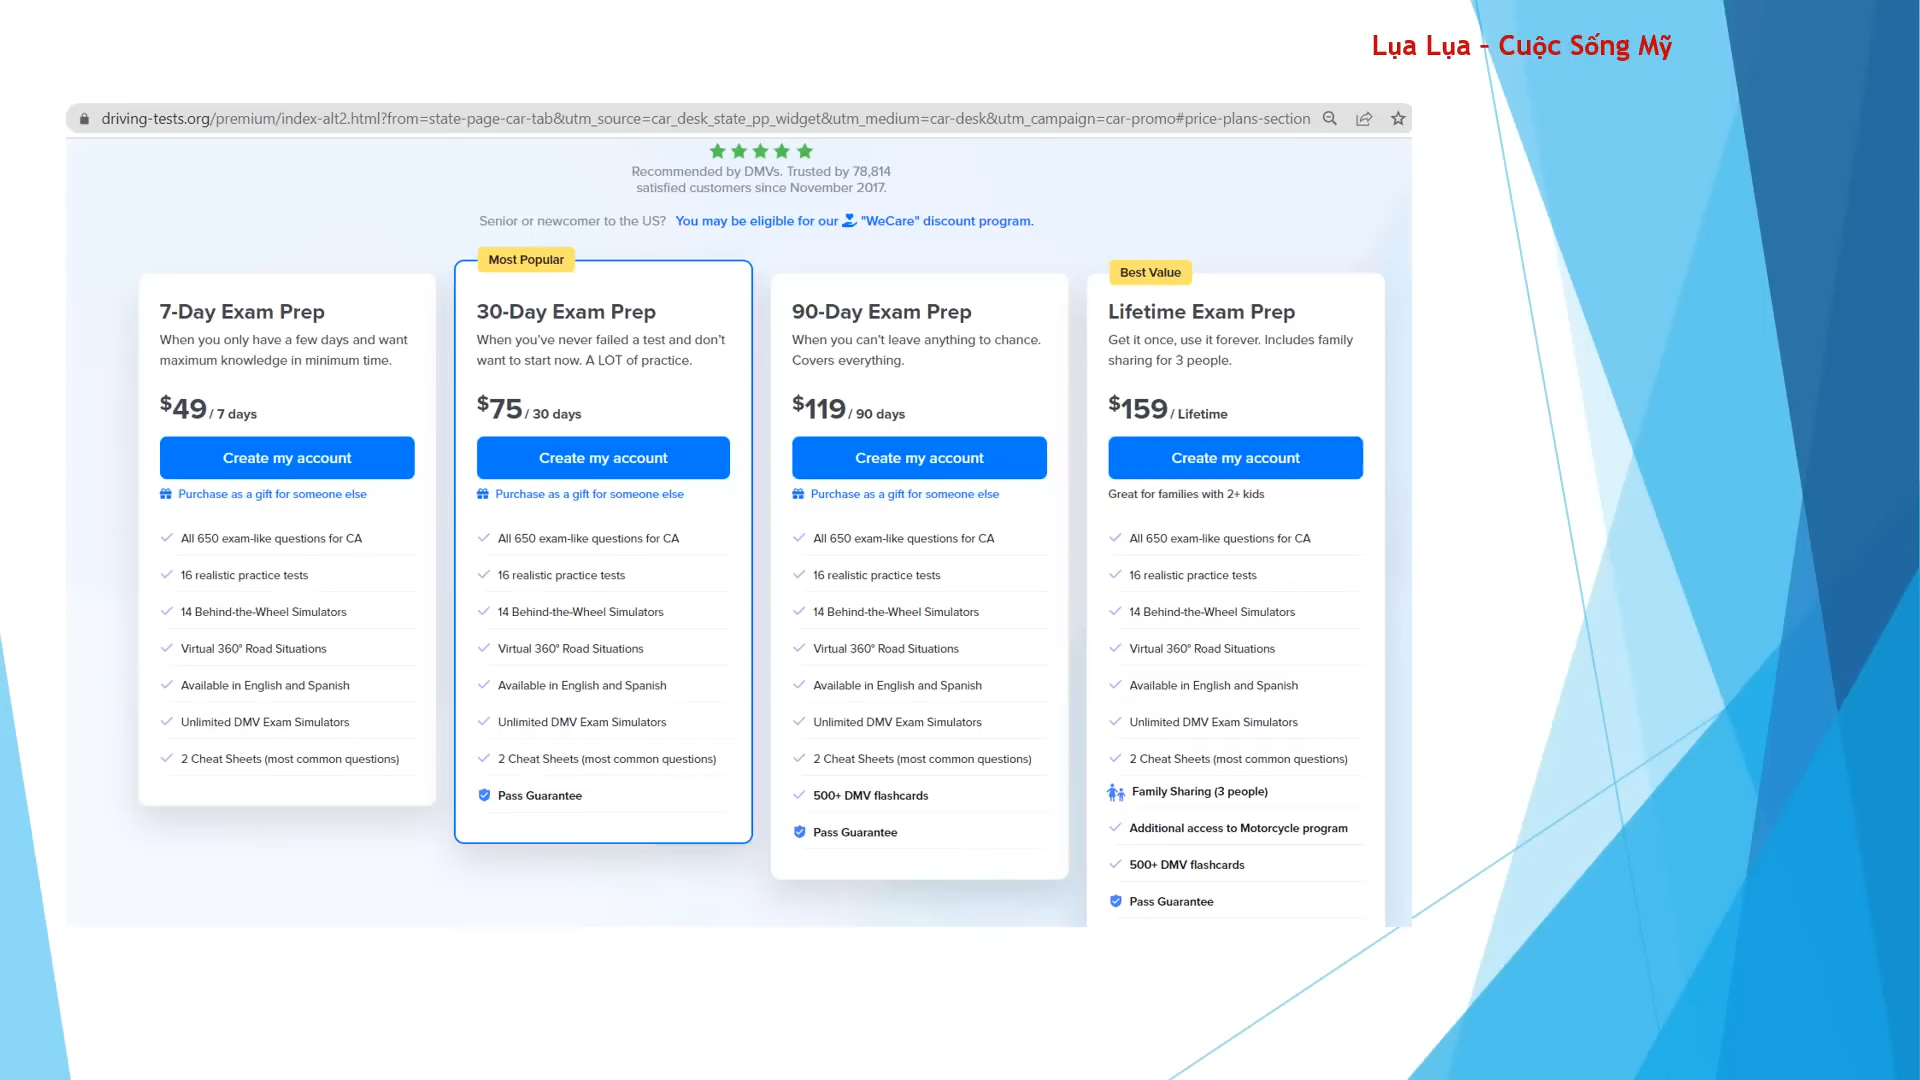 Lụa Lụa - Cuộc Sống Mỹ
driving-tests.org/premium/index-alt2.html?from=state-page-car-tab&utm_source=car_desk_state_pp_widget&utm_medium=car-desk&utm_campaign=car-promo#price-plans-section
Recommended by DMVs. Trusted by 78,814
satisfied customers since November 2017.
Senior or newcomer to the US? You may be eligible for our "WeCare" discount program.
7-Day Exam Prep
When you only have a few days and want
maximum knowledge in minimum time.
$49 / 7 days
Create my account
Purchase as a gift for someone else
All 650 exam-like questions for CA
16 realistic practice tests
14 Behind-the-Wheel Simulators
Virtual 360° Road Situations
Available in English and Spanish
Unlimited DMV Exam Simulators
2 Cheat Sheets (most common questions)
Most Popular
30-Day Exam Prep
When you've never failed a test and don't
want to start now. A LOT of practice.
$75 / 30 days
Create my account
Purchase as a gift for someone else
All 650 exam-like questions for CA
16 realistic practice tests
14 Behind-the-Wheel Simulators
Virtual 360° Road Situations
Available in English and Spanish
Unlimited DMV Exam Simulators
2 Cheat Sheets (most common questions)
Pass Guarantee
90-Day Exam Prep
When you can't leave anything to chance.
Covers everything.
$119 / 90 days
Create my account
Purchase as a gift for someone else
All 650 exam-like questions for CA
16 realistic practice tests
14 Behind-the-Wheel Simulators
Virtual 360° Road Situations
Available in English and Spanish
Unlimited DMV Exam Simulators
2 Cheat Sheets (most common questions)
500+ DMV flashcards
Pass Guarantee
Best Value
Lifetime Exam Prep
Get it once, use it forever. Includes family
sharing for 3 people.
$159 / Lifetime
Create my account
Great for families with 2+ kids
All 650 exam-like questions for CA
16 realistic practice tests
14 Behind-the-Wheel Simulators
Virtual 360° Road Situations
Available in English and Spanish
Unlimited DMV Exam Simulators
2 Cheat Sheets (most common questions)
Family Sharing (3 people)
Additional access to Motorcycle program
500+ DMV flashcards
Pass Guarantee